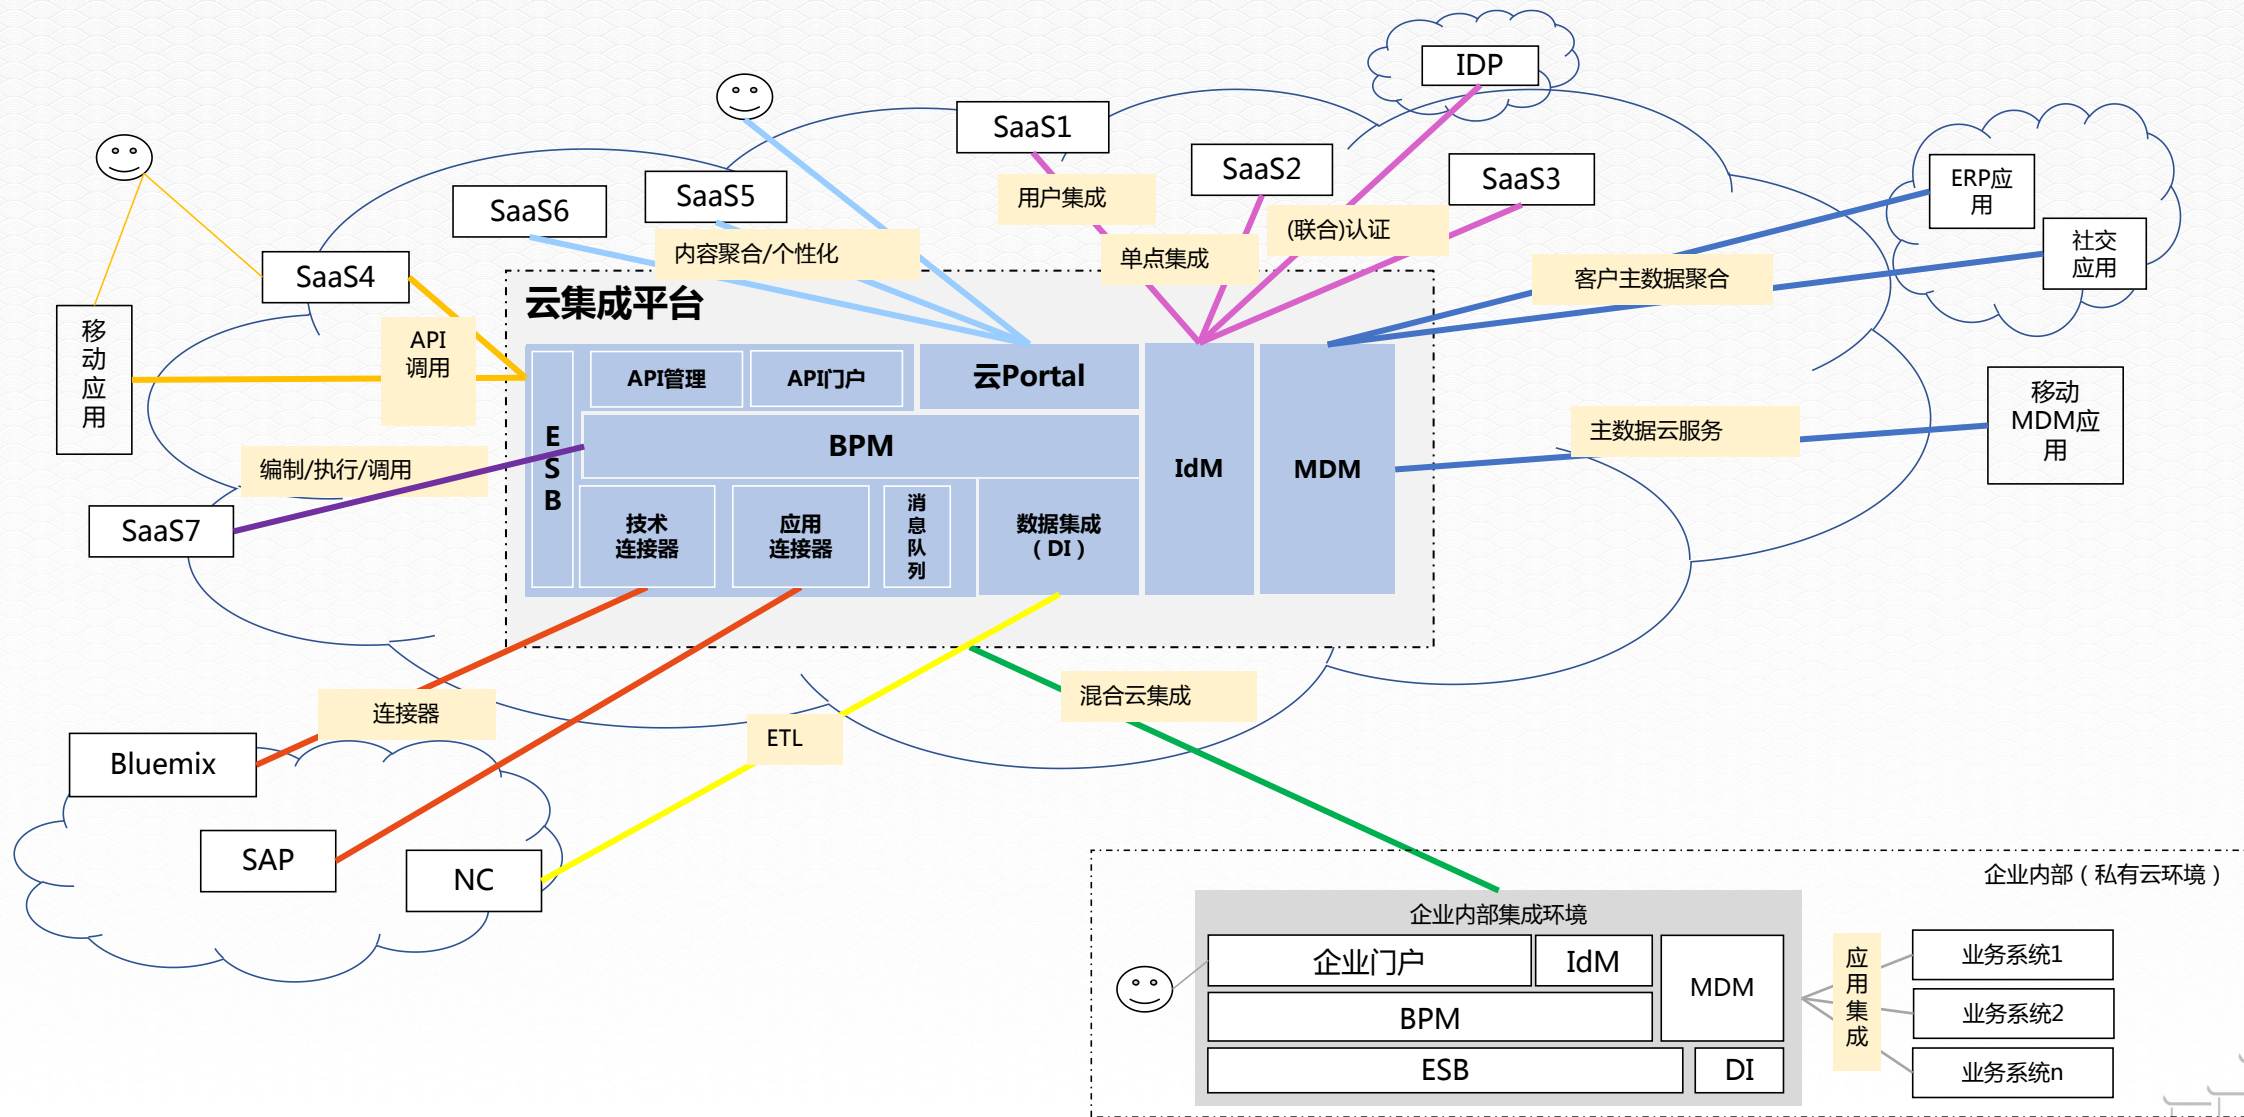 IDP
SaaS1
SaaS2
SaaS3
SaaS5
SaaS6
SaaS4
用户集成
单点集成
(联合)认证
内容聚合/个性化
ERP应
用
社交
应用
客户主数据聚合
移
动
应
用
API
调用
云集成平台
API管理
API门户
云Portal
E
S
B
BPM
IdM
MDM
技术
连接器
应用
连接器
消
息
队
列
数据集成
（DI）
主数据云服务
移动
MDM应
用
编制/执行/调用
SaaS7
连接器
ETL
混合云集成
Bluemix
SAP
NC
企业内部（私有云环境）
企业内部集成环境
企业门户
IdM
MDM
BPM
ESB
DI
应
用
集
成
业务系统1
业务系统2
业务系统n